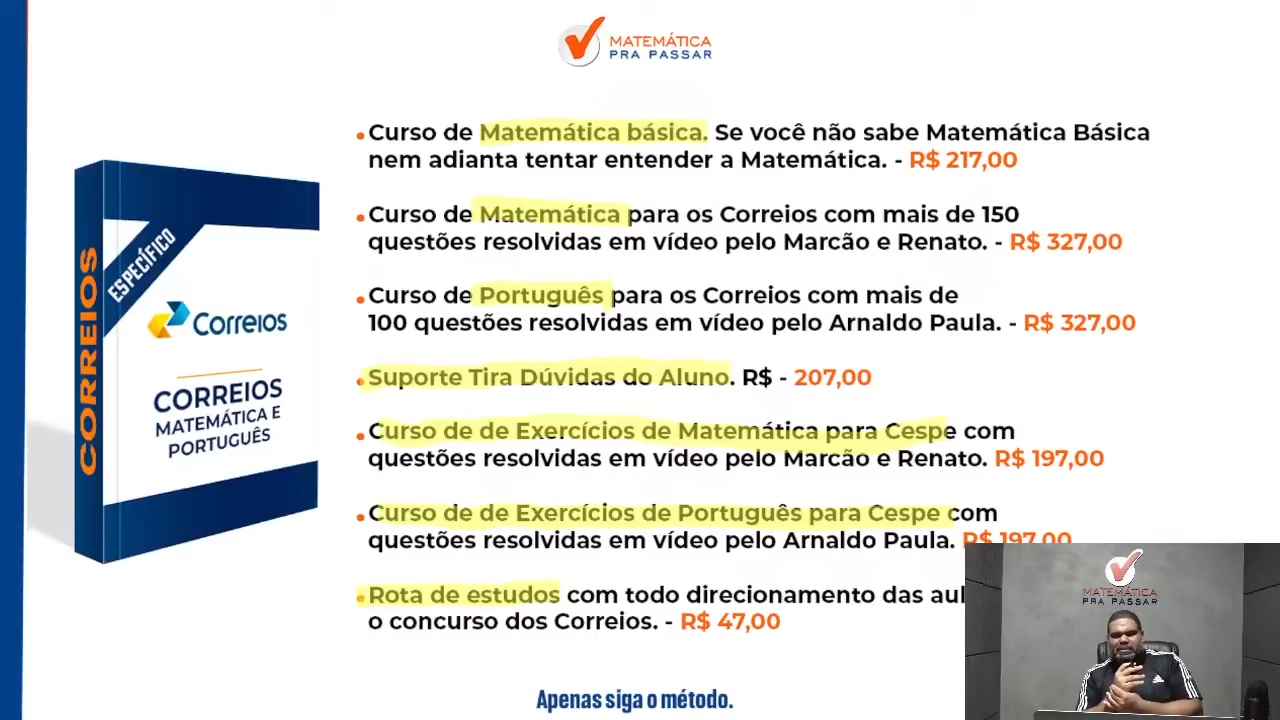 MATEMÁTICA
PRA PASSAR
• Curso de Matemática básica. Se você não sabe Matemática Básica
nem adianta tentar entender a Matemática. - R$ 217,00
• Curso de Matemática para os Correios com mais de 150
questões resolvidas em vídeo pelo Marcão e Renato. - R$ 327,00
• Curso de Português para os Correios com mais de
100 questões resolvidas em vídeo pelo Arnaldo Paula. - R$ 327,00
• Suporte Tira Dúvidas do Aluno. R$ - 207,00
• Curso de de Exercícios de Matemática para Cespe com
questões resolvidas em vídeo pelo Marcão e Renato. R$ 197,00
• Curso de de Exercícios de Português para Cespe com
questões resolvidas em vídeo pelo Arnaldo Paula. R$ 197,00
• Rota de estudos com todo direcionamento das aul
o concurso dos Correios. - R$ 47,00
Apenas siga o método.
CORREIOS
ESPECÍFICO
Correios
CORREIOS
MATEMÁTICA E
PORTUGUÊS
MATEMÁTICA
PRA PASSAR